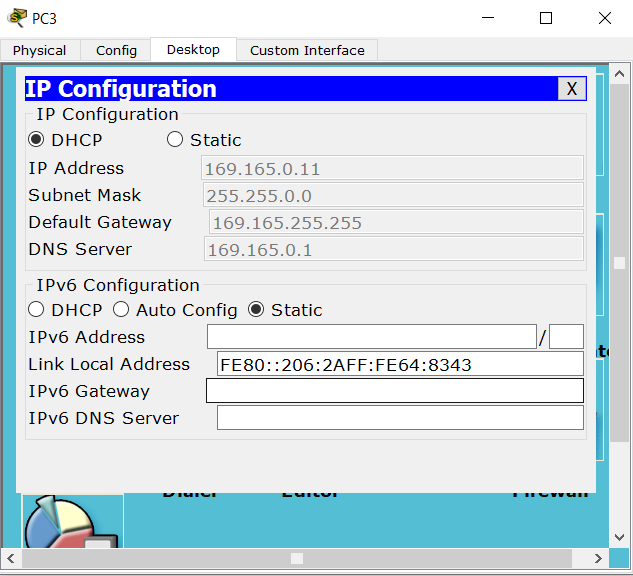 PC3
Physical Config Desktop Custom Interface
IP Configuration X
IP Configuration
DHCP Static
IP Address 169.165.0.11
Subnet Mask 255.255.0.0
Default Gateway 169.165.255.255
DNS Server 169.165.0.1
IPv6 Configuration
DHCP Auto Config Static
IPv6 Address /
Link Local Address FE80::206:2AFF:FE64:8343
IPv6 Gateway
IPv6 DNS Server
Dialer Editor Firewall